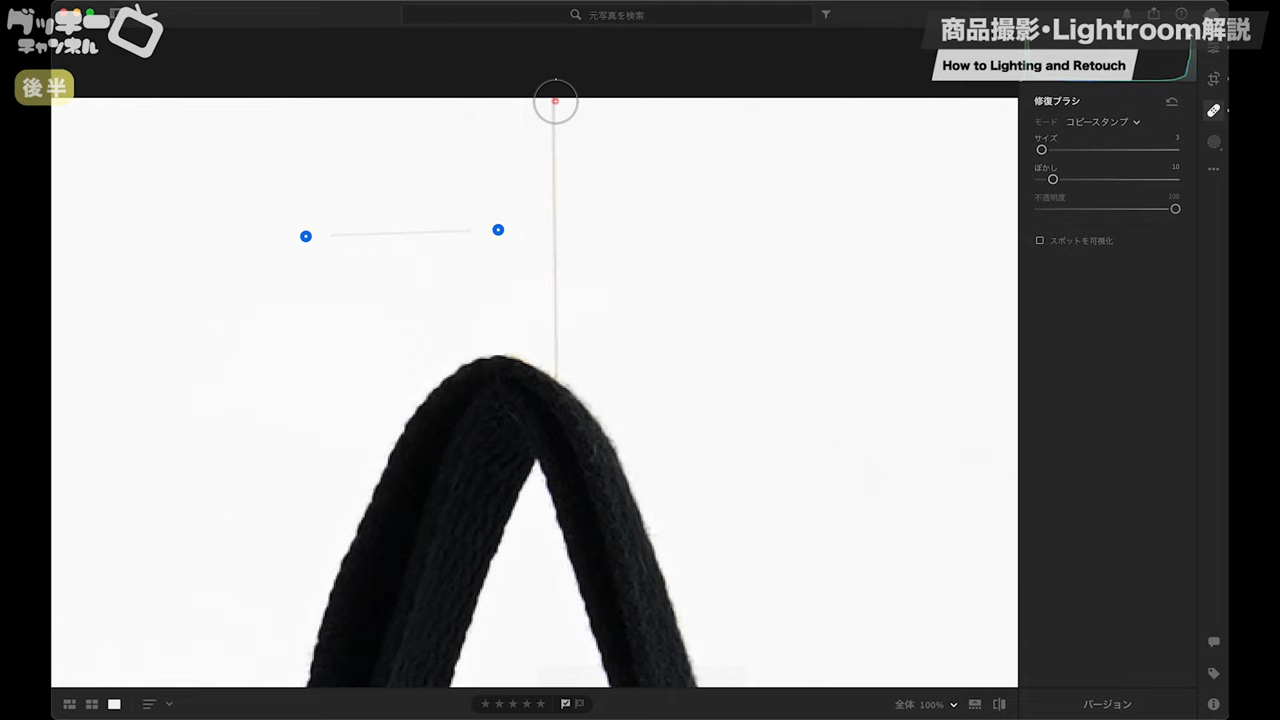 グッチー
チャンネル
後半
元写真を検索
商品撮影・Lightroom解説
How to Lighting and Retouch
修復ブラシ
モード コピースタンプ
サイズ 3
ぼかし 10
不透明度 100
スポットを可視化
全体 100%
バージョン